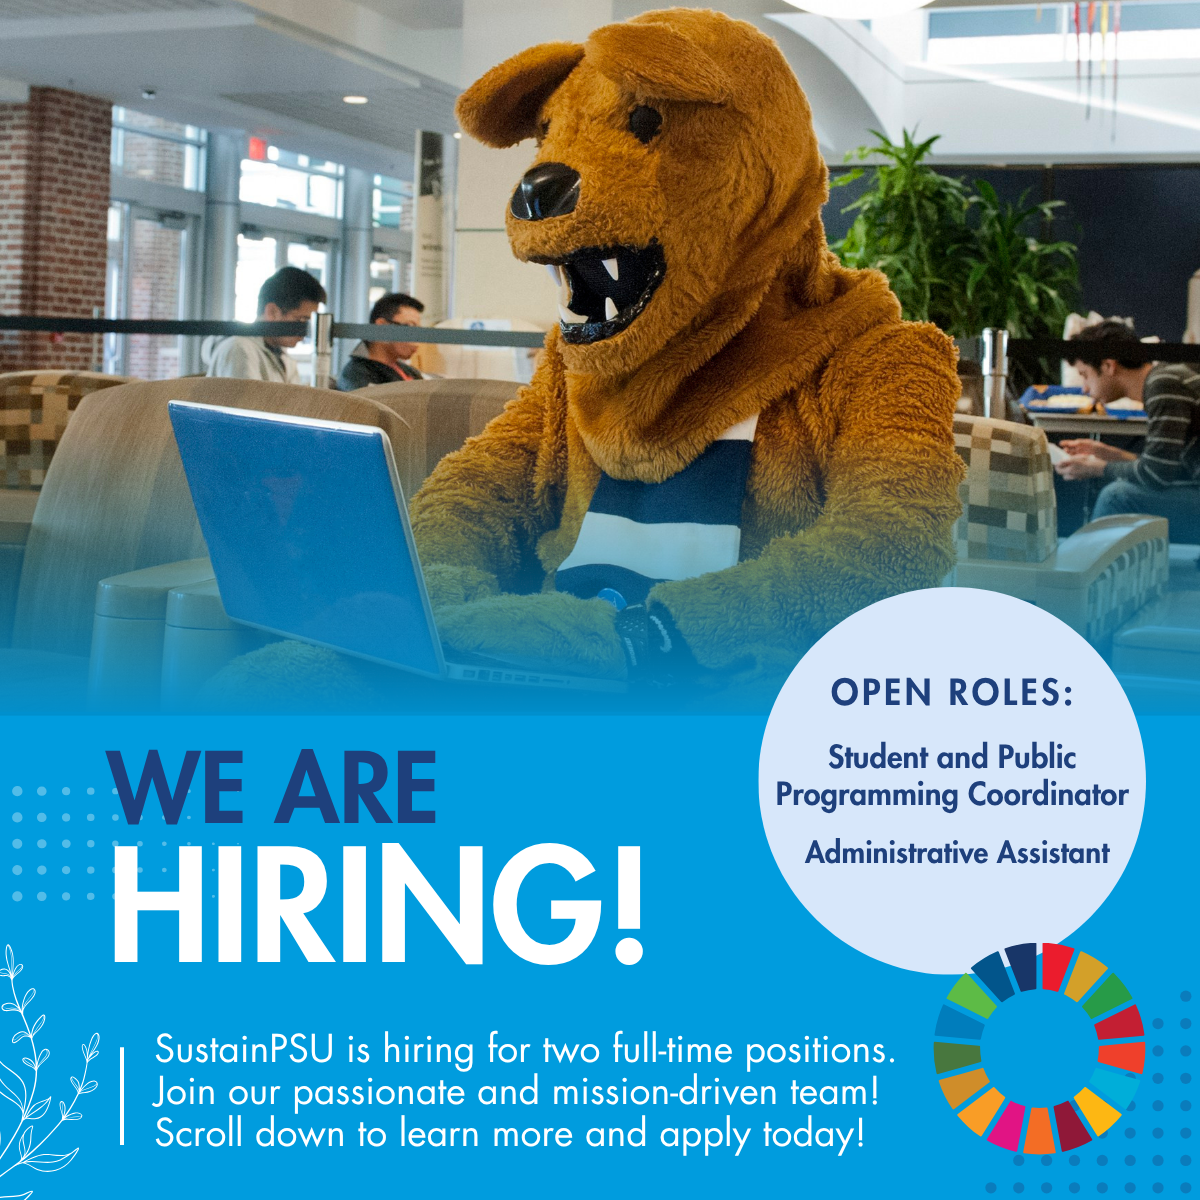 WE ARE
HIRING!
OPEN ROLES:
Student and Public
Programming Coordinator
Administrative Assistant
SustainPSU is hiring for two full-time positions.
Join our passionate and mission-driven team!
Scroll down to learn more and apply today!